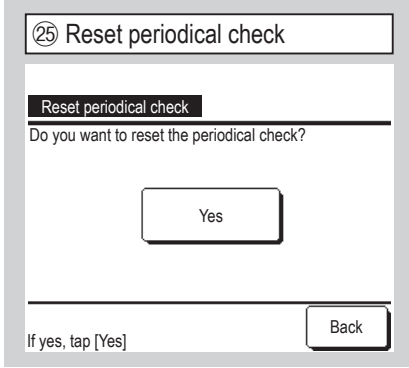 ㉕ Reset periodical check
Reset periodical check
Do you want to reset the periodical check?
Yes
If yes, tap [Yes]
Back